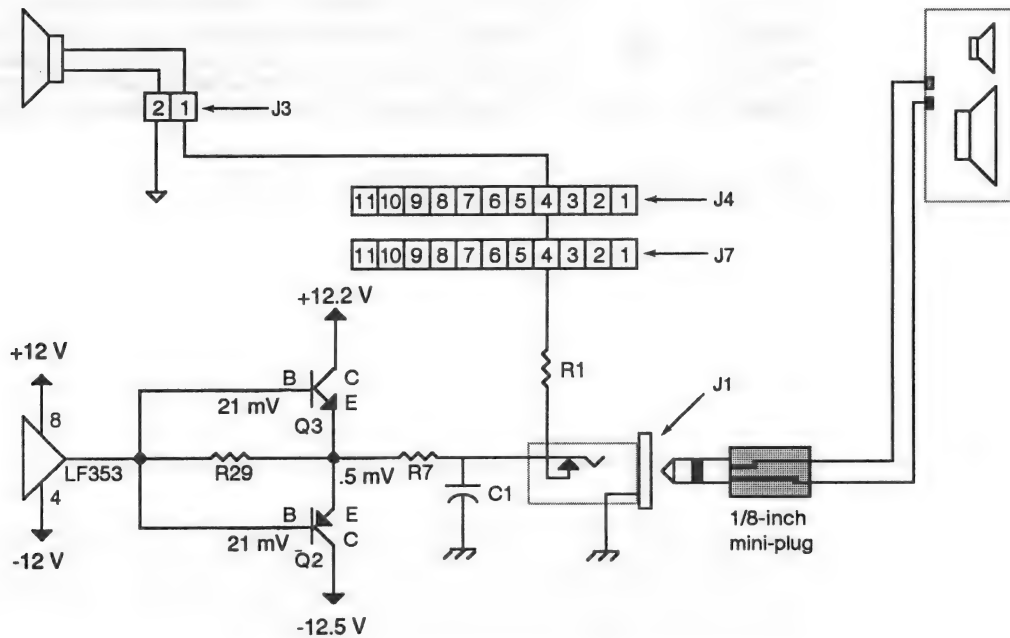 2 1
J3
11 10 9 8 7 6 5 4 3 2 1
J4
11 10 9 8 7 6 5 4 3 2 1
J7
+12.2 V
+12 V
B C
R1
J1
8
21 mV
E
Q3
LF353
R29
.5 mV
R7
4
C1
B E
-12 V
21 mV
C
Q2
1/8-inch
mini-plug
-12.5 V